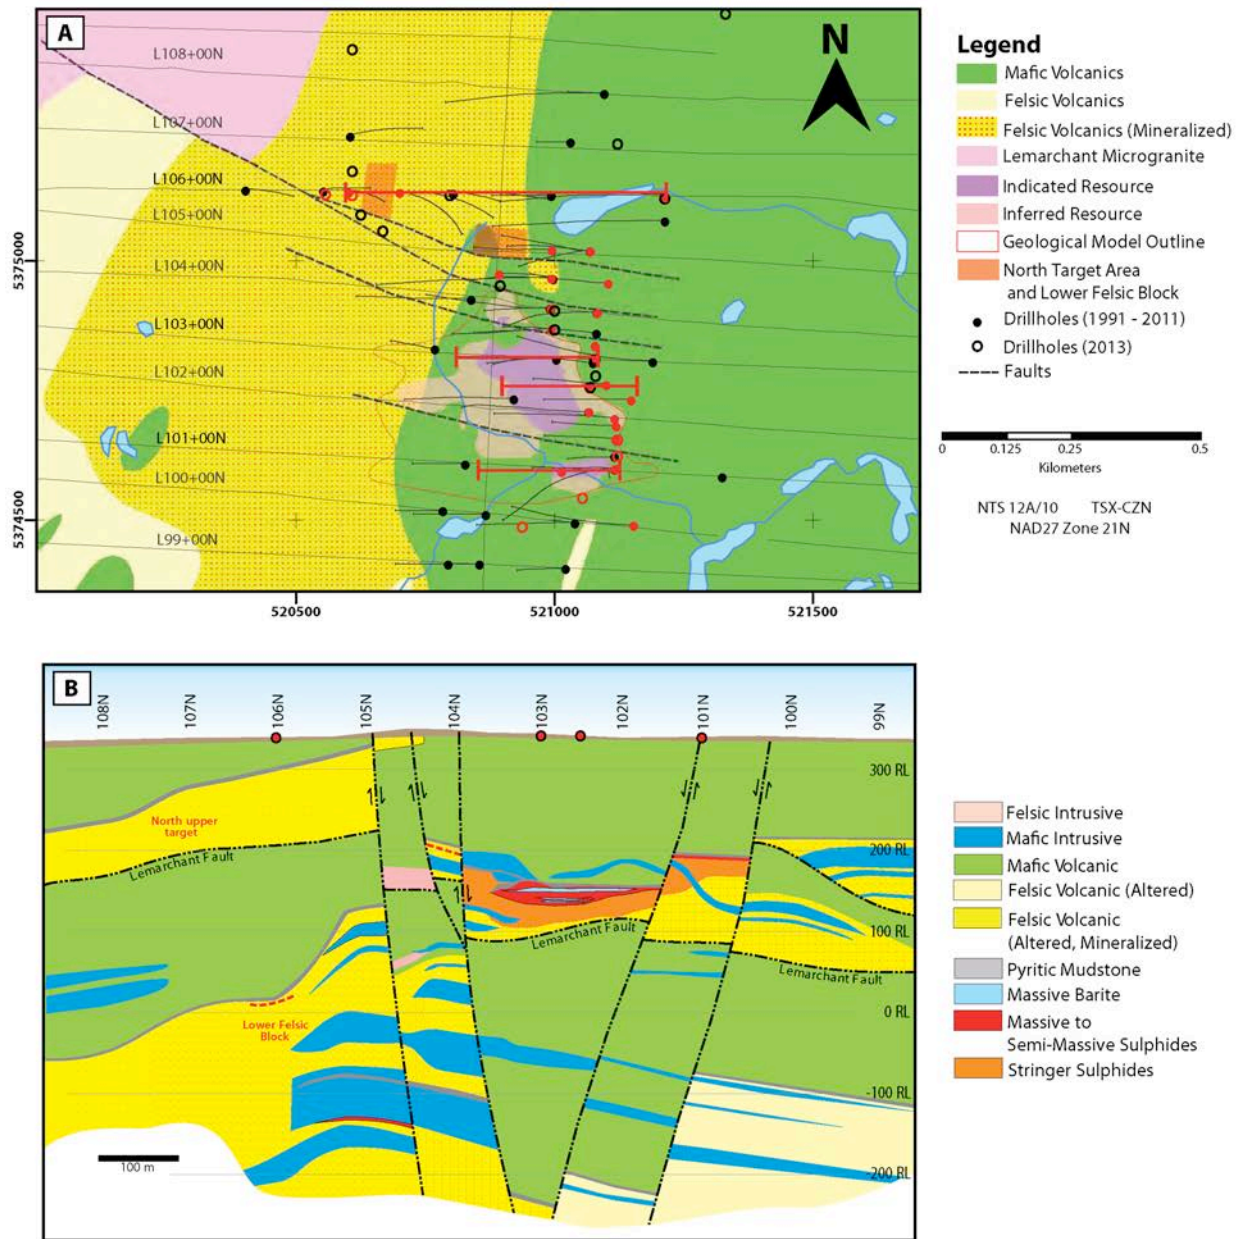 A
N
L108+00N
L107+00N
L106+00N
L105+00N
L104+00N
L103+00N
L102+00N
L101+00N
L100+00N
L99+00N
5375000
5374500
520500
521000
521500
Legend
Mafic Volcanics
Felsic Volcanics
Felsic Volcanics (Mineralized)
Lemarchant Microgranite
Indicated Resource
Inferred Resource
Geological Model Outline
North Target Area
and Lower Felsic Block
Drillholes (1991 - 2011)
Drillholes (2013)
Faults
0 0.125 0.25 0.5
Kilometers
NTS 12A/10 TSX-CZN
NAD27 Zone 21N
B
108N
107N
106N
105N
104N
103N
102N
101N
100N
99N
300 RL
North upper
target
Lemarchant Fault
200 RL
100 RL
Lemarchant Fault
Lemarchant Fault
0 RL
Lower Felsic
Block
-100 RL
-200 RL
100 m
Felsic Intrusive
Mafic Intrusive
Mafic Volcanic
Felsic Volcanic (Altered)
Felsic Volcanic
(Altered, Mineralized)
Pyritic Mudstone
Massive Barite
Massive to
Semi-Massive Sulphides
Stringer Sulphides